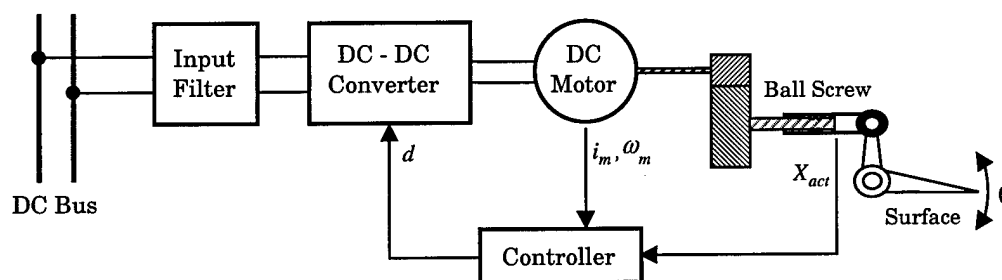 Input
Filter
DC - DC
Converter
DC
Motor
Ball Screw
d
i_m, ω_m
X_act
DC Bus
Surface
Controller